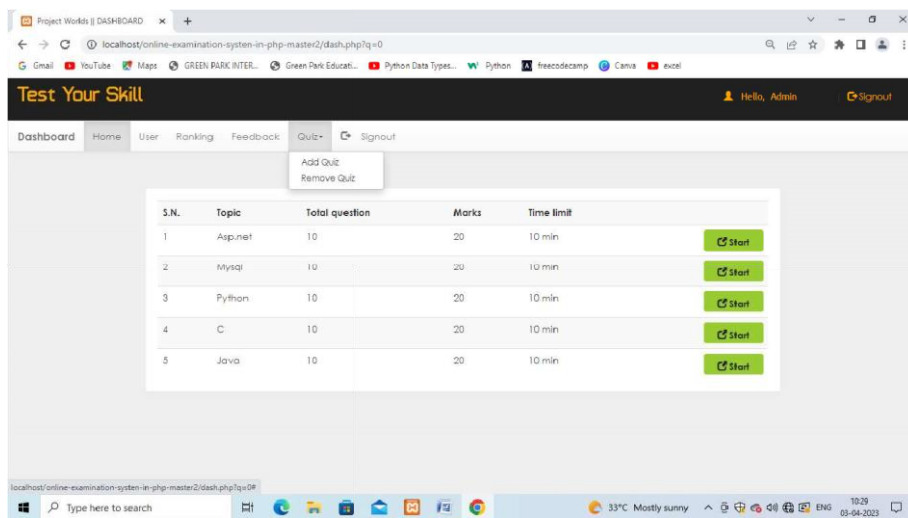 Project Worlds || DASHBOARD
localhost/online-examination-systen-in-php-master2/dash.php?q=0
Gmail YouTube Maps GREEN PARK INTER... Green Park Educati... Python Data Types... Python freecodecamp Canva excel
Test Your Skill Hello, Admin Signout
Dashboard Home User Ranking Feedback Quiz Signout
Add Quiz
Remove Quiz
S.N. Topic Total question Marks Time limit
1 Asp.net 10 20 10 min Start
2 Mysql 10 20 10 min Start
3 Python 10 20 10 min Start
4 C 10 20 10 min Start
5 Java 10 20 10 min Start
localhost/online-examination-systen-in-php-master2/dash.php?q=0#
Type here to search 33°C Mostly sunny ENG 10:29
03-04-2023